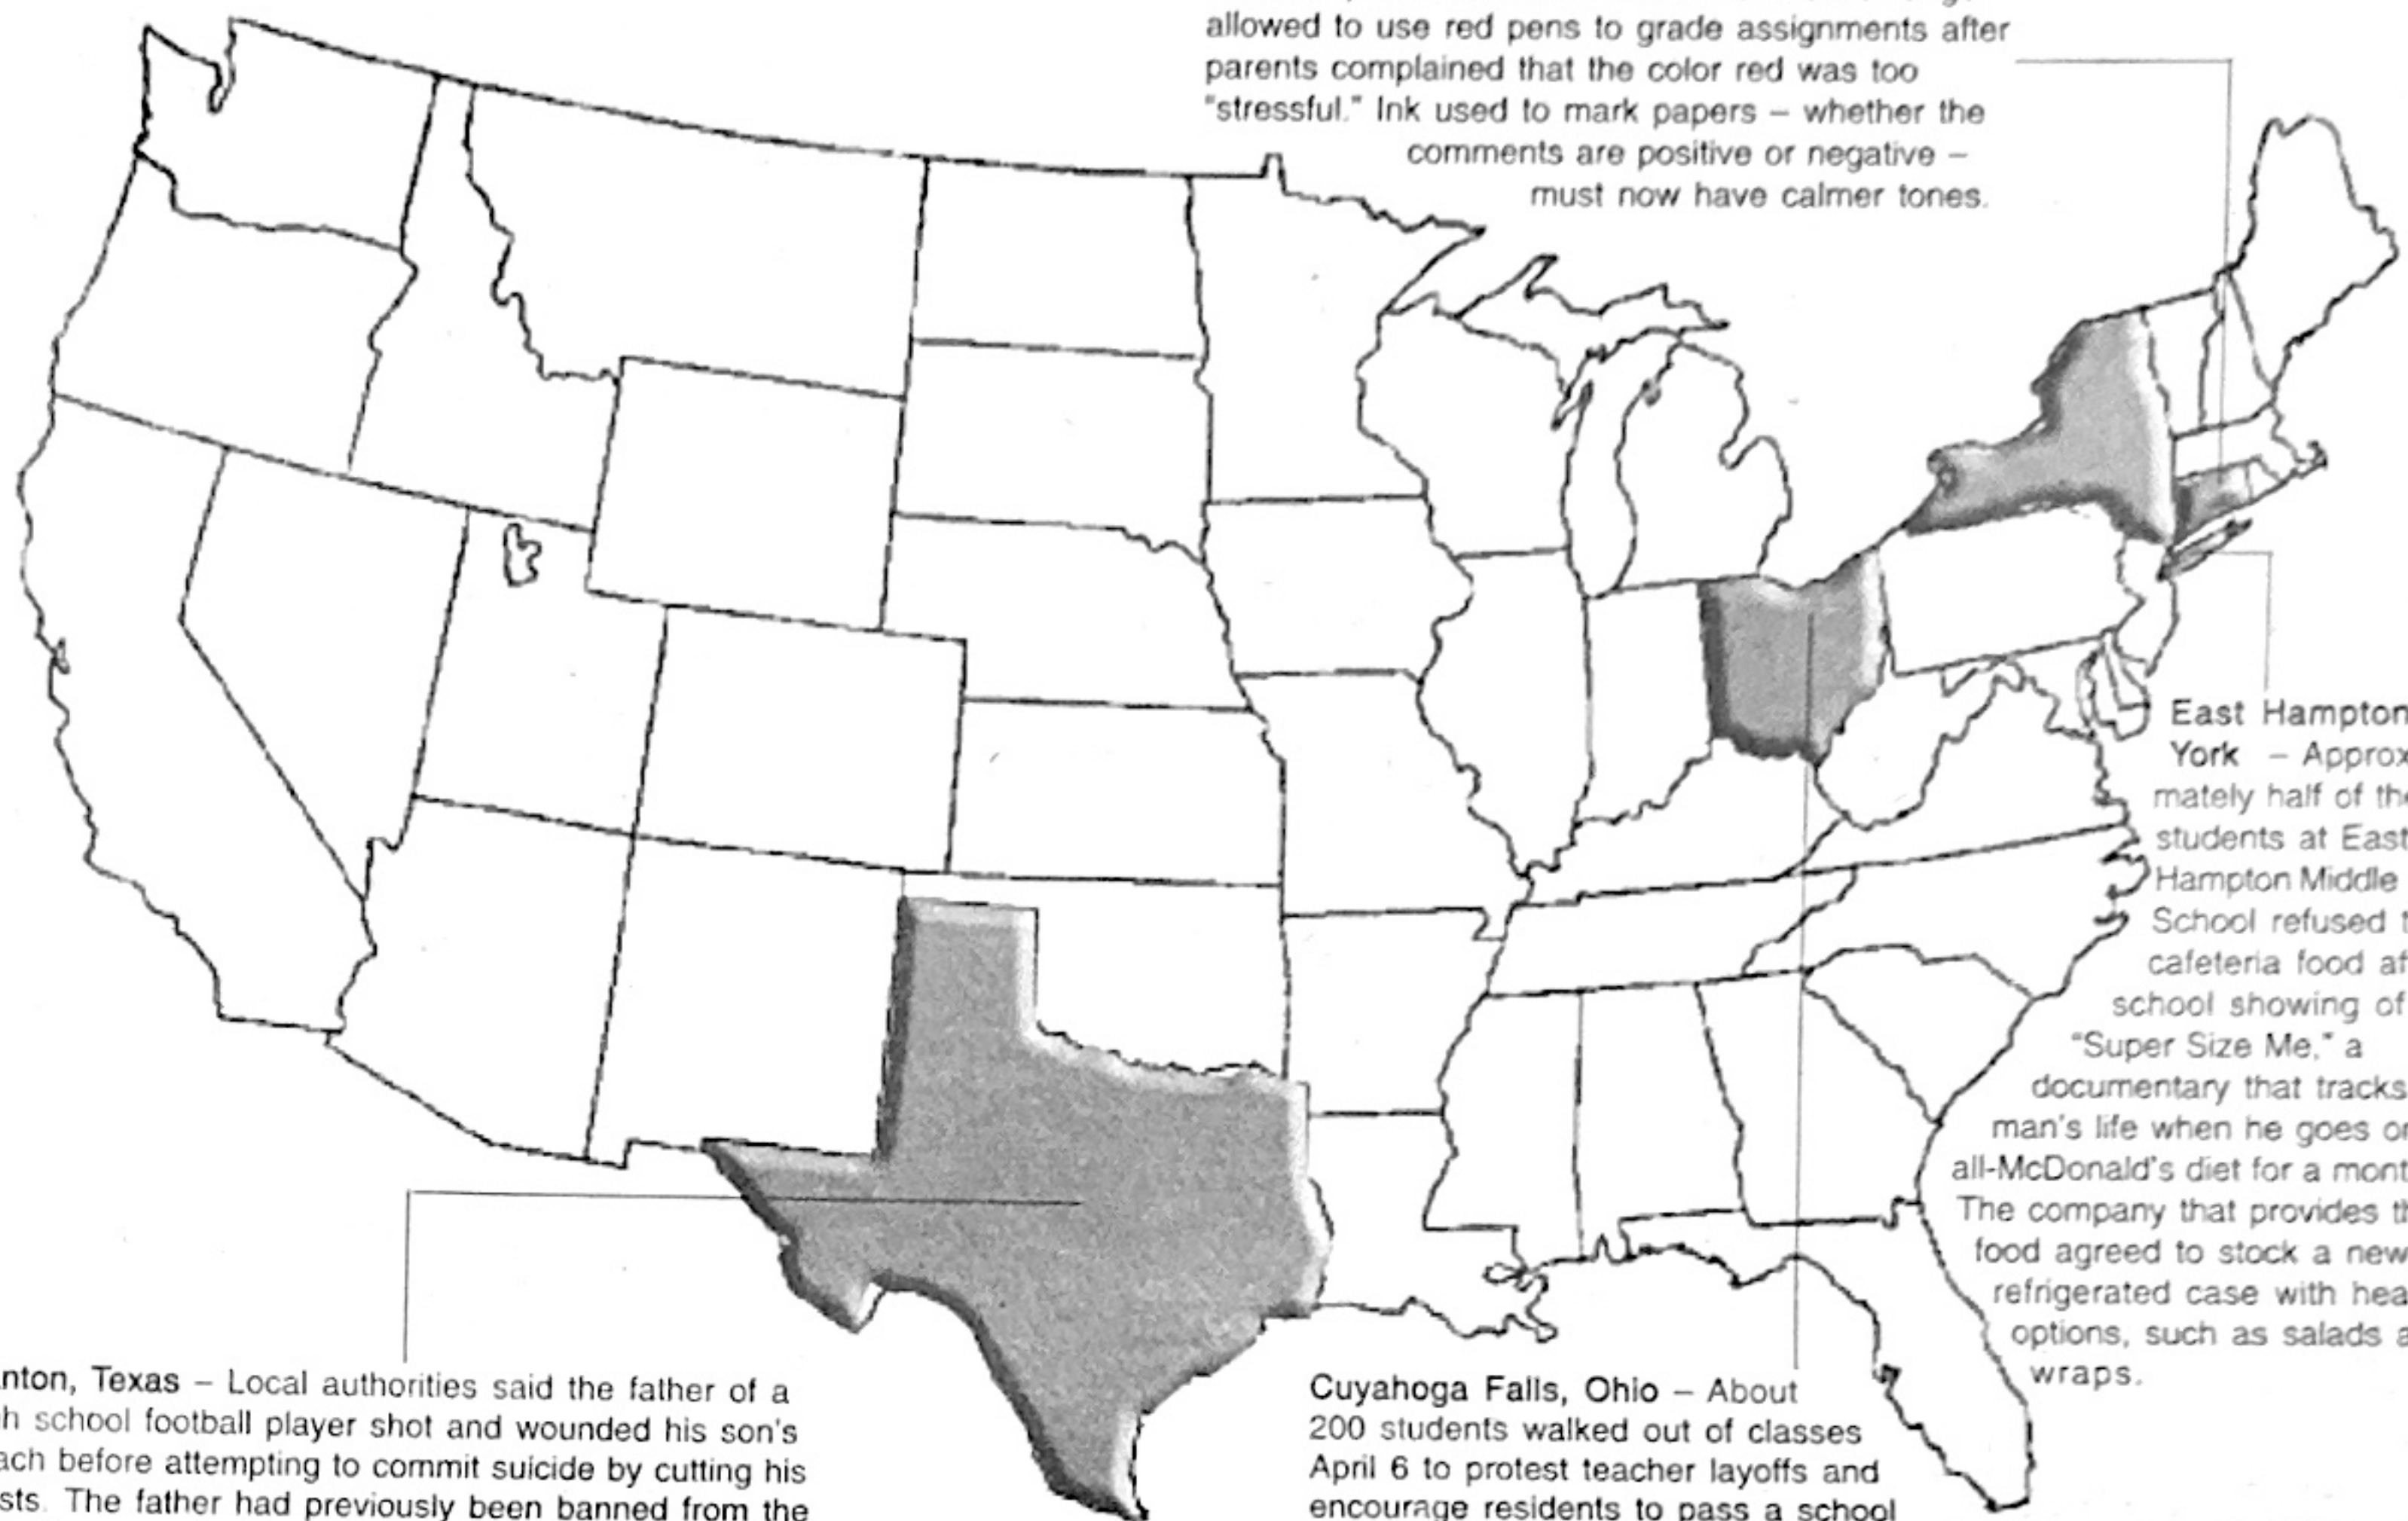 allowed to use red pens to grade assignments after
parents complained that the color red was too
"stressful." Ink used to mark papers – whether the
comments are positive or negative –
must now have calmer tones.
East Hampton
York – Approx
mately half of the
students at East
Hampton Middle
School refused t
cafeteria food af
school showing of
"Super Size Me," a
documentary that tracks
man's life when he goes on
all-McDonald's diet for a mont
The company that provides th
food agreed to stock a new
refrigerated case with hea
options, such as salads a
wraps.
nton, Texas – Local authorities said the father of a
h school football player shot and wounded his son's
ach before attempting to commit suicide by cutting his
sts. The father had previously been banned from the
Cuyahoga Falls, Ohio – About
200 students walked out of classes
April 6 to protest teacher layoffs and
encourage residents to pass a school